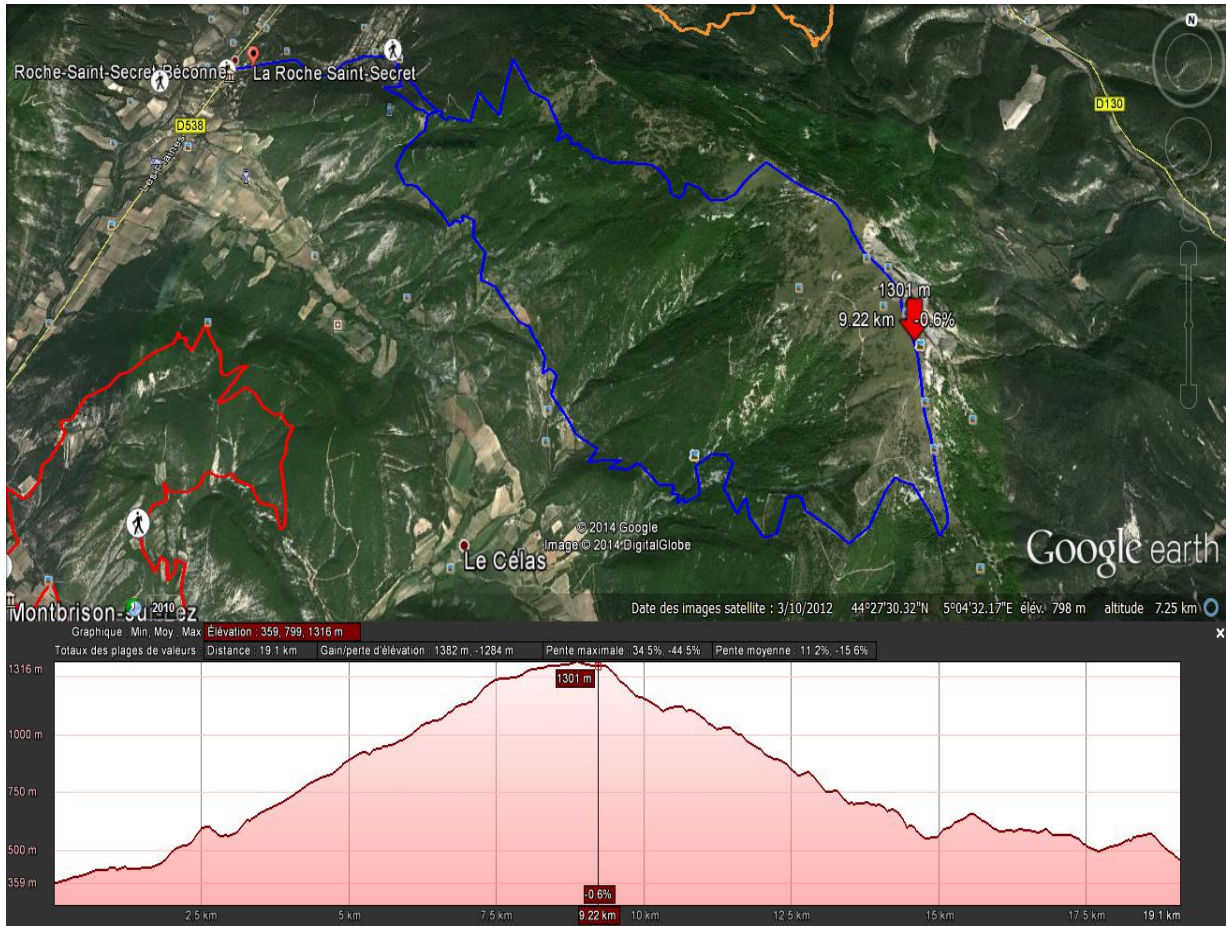 N
Roche-Saint-Secret Béconne
La Roche Saint-Secret
D538
D130
Les Plaines
1301 m
9.22 km -0.6%
© 2014 Google
Image © 2014 DigitalGlobe
Le Célas
Google earth
2010
Date des images satellite : 3/10/2012 44°27'30.32"N 5°04'32.17"E élév. 798 m altitude 7.25 km
Graphique : Min, Moy., Max Élévation : 359, 799, 1316 m
x
Totaux des plages de valeurs : Distance : 19.1 km Gain/perte d'élévation : 1382 m, -1284 m Pente maximale : 34.5%, -44.5% Pente moyenne : 11.2%, -15.6%
1316 m
1301 m
1000 m
750 m
500 m
359 m
-0.6%
2.5 km 5 km 7.5 km 9.22 km 10 km 12.5 km 15 km 17.5 km 19.1 km